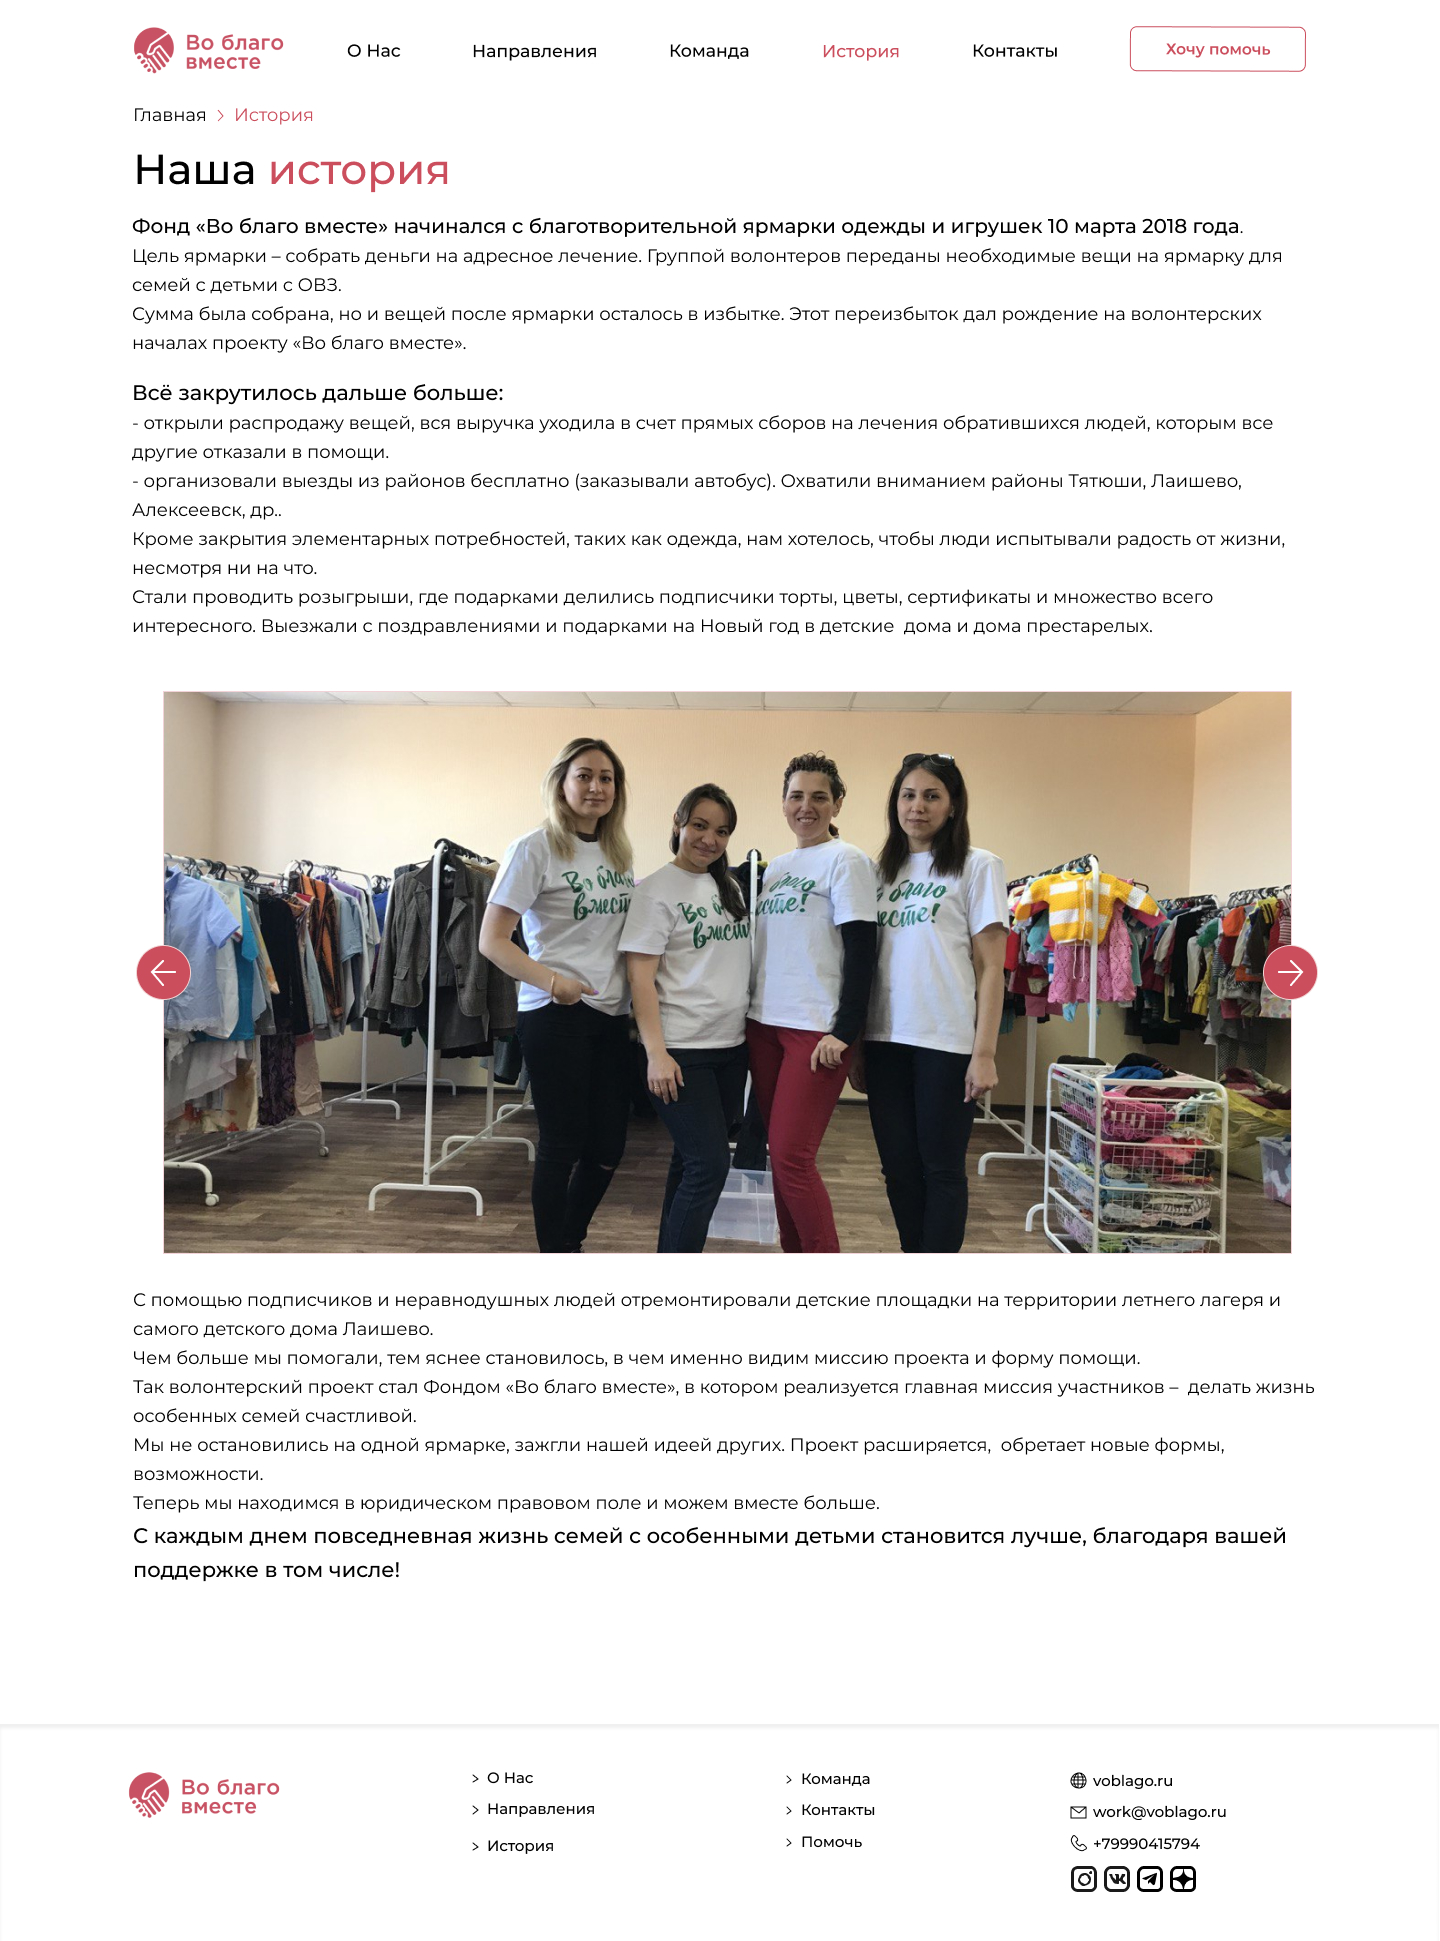 Во благо
вместе
О Нас
Направления
Команда
История
Контакты
Хочу помочь
Главная > История
Наша история
Фонд «Во благо вместе» начинался с благотворительной ярмарки одежды и игрушек 10 марта 2018 года.
Цель ярмарки – собрать деньги на адресное лечение. Группой волонтеров переданы необходимые вещи на ярмарку для
семей с детьми с ОВЗ.
Сумма была собрана, но и вещей после ярмарки осталось в избытке. Этот переизбыток дал рождение на волонтерских
началах проекту «Во благо вместе».
Всё закрутилось дальше больше:
- открыли распродажу вещей, вся выручка уходила в счет прямых сборов на лечения обратившихся людей, которым все
другие отказали в помощи.
- организовали выезды из районов бесплатно (заказывали автобус). Охватили вниманием районы Тятюши, Лаишево,
Алексеевск, др..
Кроме закрытия элементарных потребностей, таких как одежда, нам хотелось, чтобы люди испытывали радость от жизни,
несмотря ни на что.
Стали проводить розыгрыши, где подарками делились подписчики торты, цветы, сертификаты и множество всего
интересного. Выезжали с поздравлениями и подарками на Новый год в детские  дома и дома престарелых.
Во благо
вместе
Во бл
вместе
благо
сте!
о благо
месте!
С помощью подписчиков и неравнодушных людей отремонтировали детские площадки на территории летнего лагеря и
самого детского дома Лаишево.
Чем больше мы помогали, тем яснее становилось, в чем именно видим миссию проекта и форму помощи.
Так волонтерский проект стал Фондом «Во благо вместе», в котором реализуется главная миссия участников –  делать жизнь
особенных семей счастливой.
Мы не остановились на одной ярмарке, зажгли нашей идеей других. Проект расширяется,  обретает новые формы,
возможности.
Теперь мы находимся в юридическом правовом поле и можем вместе больше.
С каждым днем повседневная жизнь семей с особенными детьми становится лучше, благодаря вашей
поддержке в том числе!
Во благо
вместе
> О Нас
> Направления
> История
> Команда
> Контакты
> Помочь
voblago.ru
work@voblago.ru
+79990415794